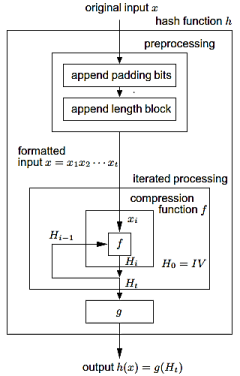 original input x
hash function h
preprocessing
append padding bits
append length block
formatted
input x = x₁x₂ ··· xₜ
iterated processing
compression
function f
xᵢ
Hᵢ₋₁
f
Hᵢ
H₀ = IV
Hₜ
g
output h(x) = g(Hₜ)